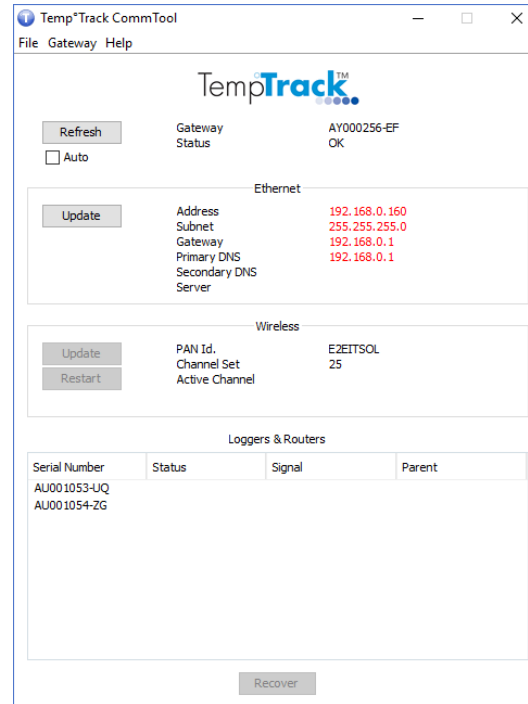 Temp°Track CommTool
File Gateway Help
TempTrack™
Refresh
Gateway AY000256-EF
Status OK
Auto
Ethernet
Update
Address 192.168.0.160
Subnet 255.255.255.0
Gateway 192.168.0.1
Primary DNS 192.168.0.1
Secondary DNS
Server
Wireless
Update
PAN Id. E2EITSOL
Channel Set 25
Restart
Active Channel
Loggers & Routers
Serial Number Status Signal Parent
AU001053-UQ
AU001054-ZG
Recover